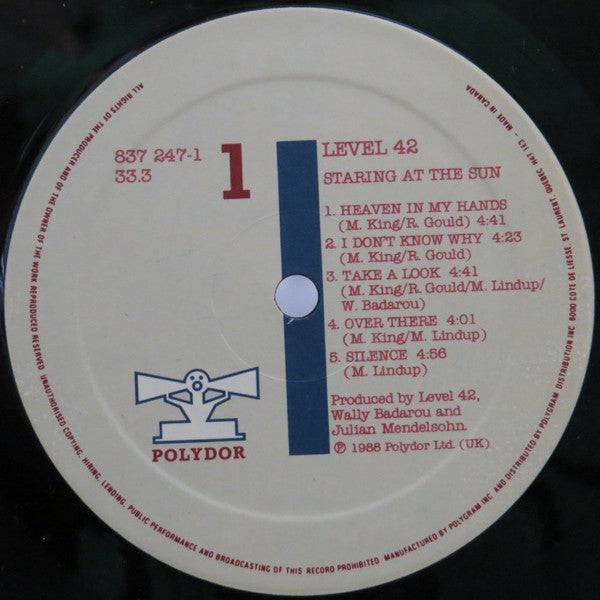 837 247-1
33.3
1
LEVEL 42
STARING AT THE SUN
1. HEAVEN IN MY HANDS
(M. King/R. Gould) 4:41
2. I DON'T KNOW WHY 4:23
(M. King/R. Gould)
3. TAKE A LOOK 4:41
(M. King/R. Gould/M. Lindup/
W. Badarou)
4. OVER THERE 4:01
(M. King/M. Lindup)
5. SILENCE 4:56
(M. Lindup)
Produced by Level 42,
Wally Badarou and
Julian Mendelsohn
℗ 1988 Polydor Ltd. (UK)
POLYDOR
ALL RIGHTS OF THE PRODUCER AND OF THE OWNER OF THE WORK REPRODUCED RESERVED UNAUTHORISED COPYING, HIRING, LENDING, PUBLIC PERFORMANCE AND BROADCASTING OF THIS RECORD PROHIBITED MANUFACTURED BY POLYGRAM INC AND DISTRIBUTED BY POLYGRAM DISTRIBUTION INC 6000 COTE DE LIESSE, ST LAURENT, QUEBEC H4T 1E3 - MADE IN CANADA